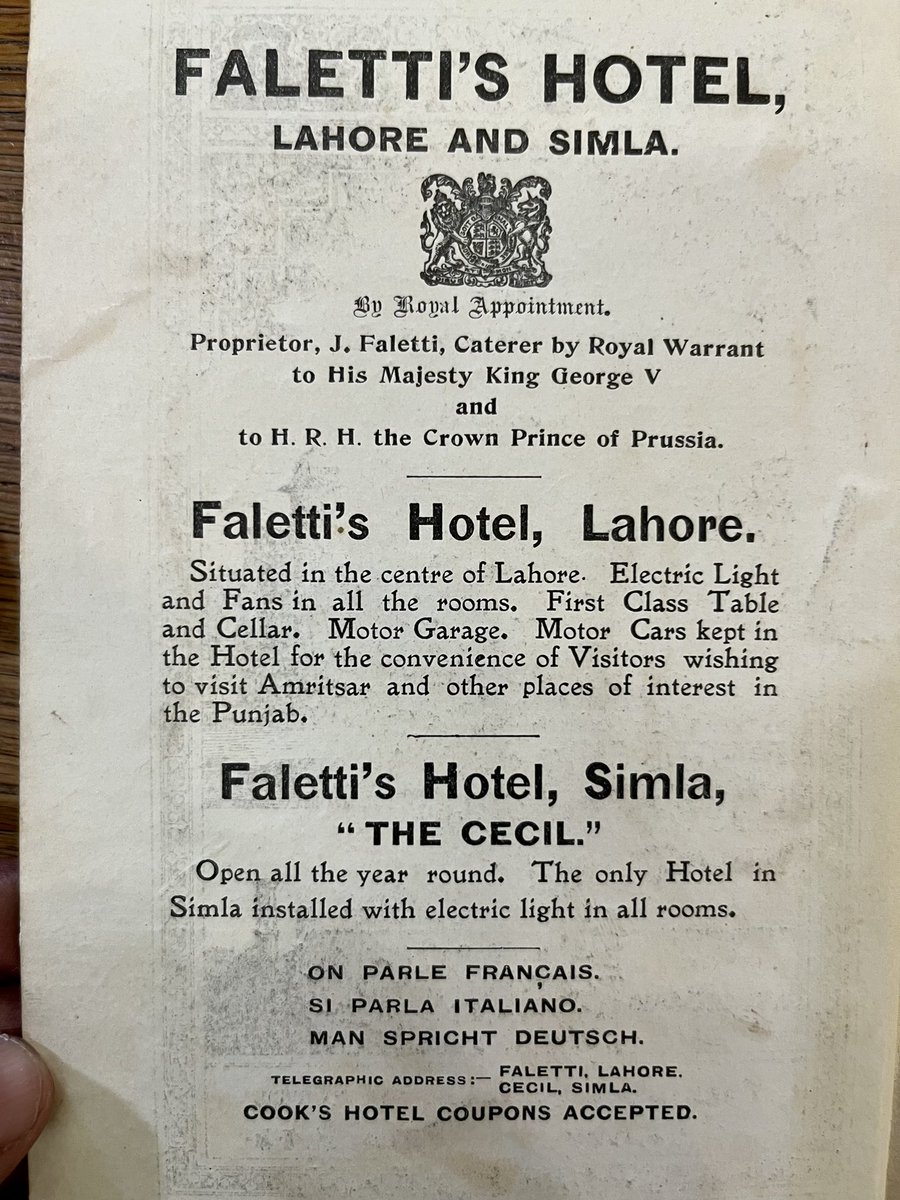 FALETTI'S HOTEL,
LAHORE AND SIMLA.
By Royal Appointment.
Proprietor, J. Faletti, Caterer by Royal Warrant
to His Majesty King George V
and
to H. R. H. the Crown Prince of Prussia.
Faletti's Hotel, Lahore.
Situated in the centre of Lahore. Electric Light
and Fans in all the rooms. First Class Table
and Cellar. Motor Garage. Motor Cars kept in
the Hotel for the convenience of Visitors wishing
to visit Amritsar and other places of interest in
the Punjab.
Faletti's Hotel, Simla,
"THE CECIL."
Open all the year round. The only Hotel in
Simla installed with electric light in all rooms.
ON PARLE FRANÇAIS.
SI PARLA ITALIANO.
MAN SPRICHT DEUTSCH.
TELEGRAPHIC ADDRESS:— FALETTI, LAHORE.
CECIL, SIMLA.
COOK'S HOTEL COUPONS ACCEPTED.